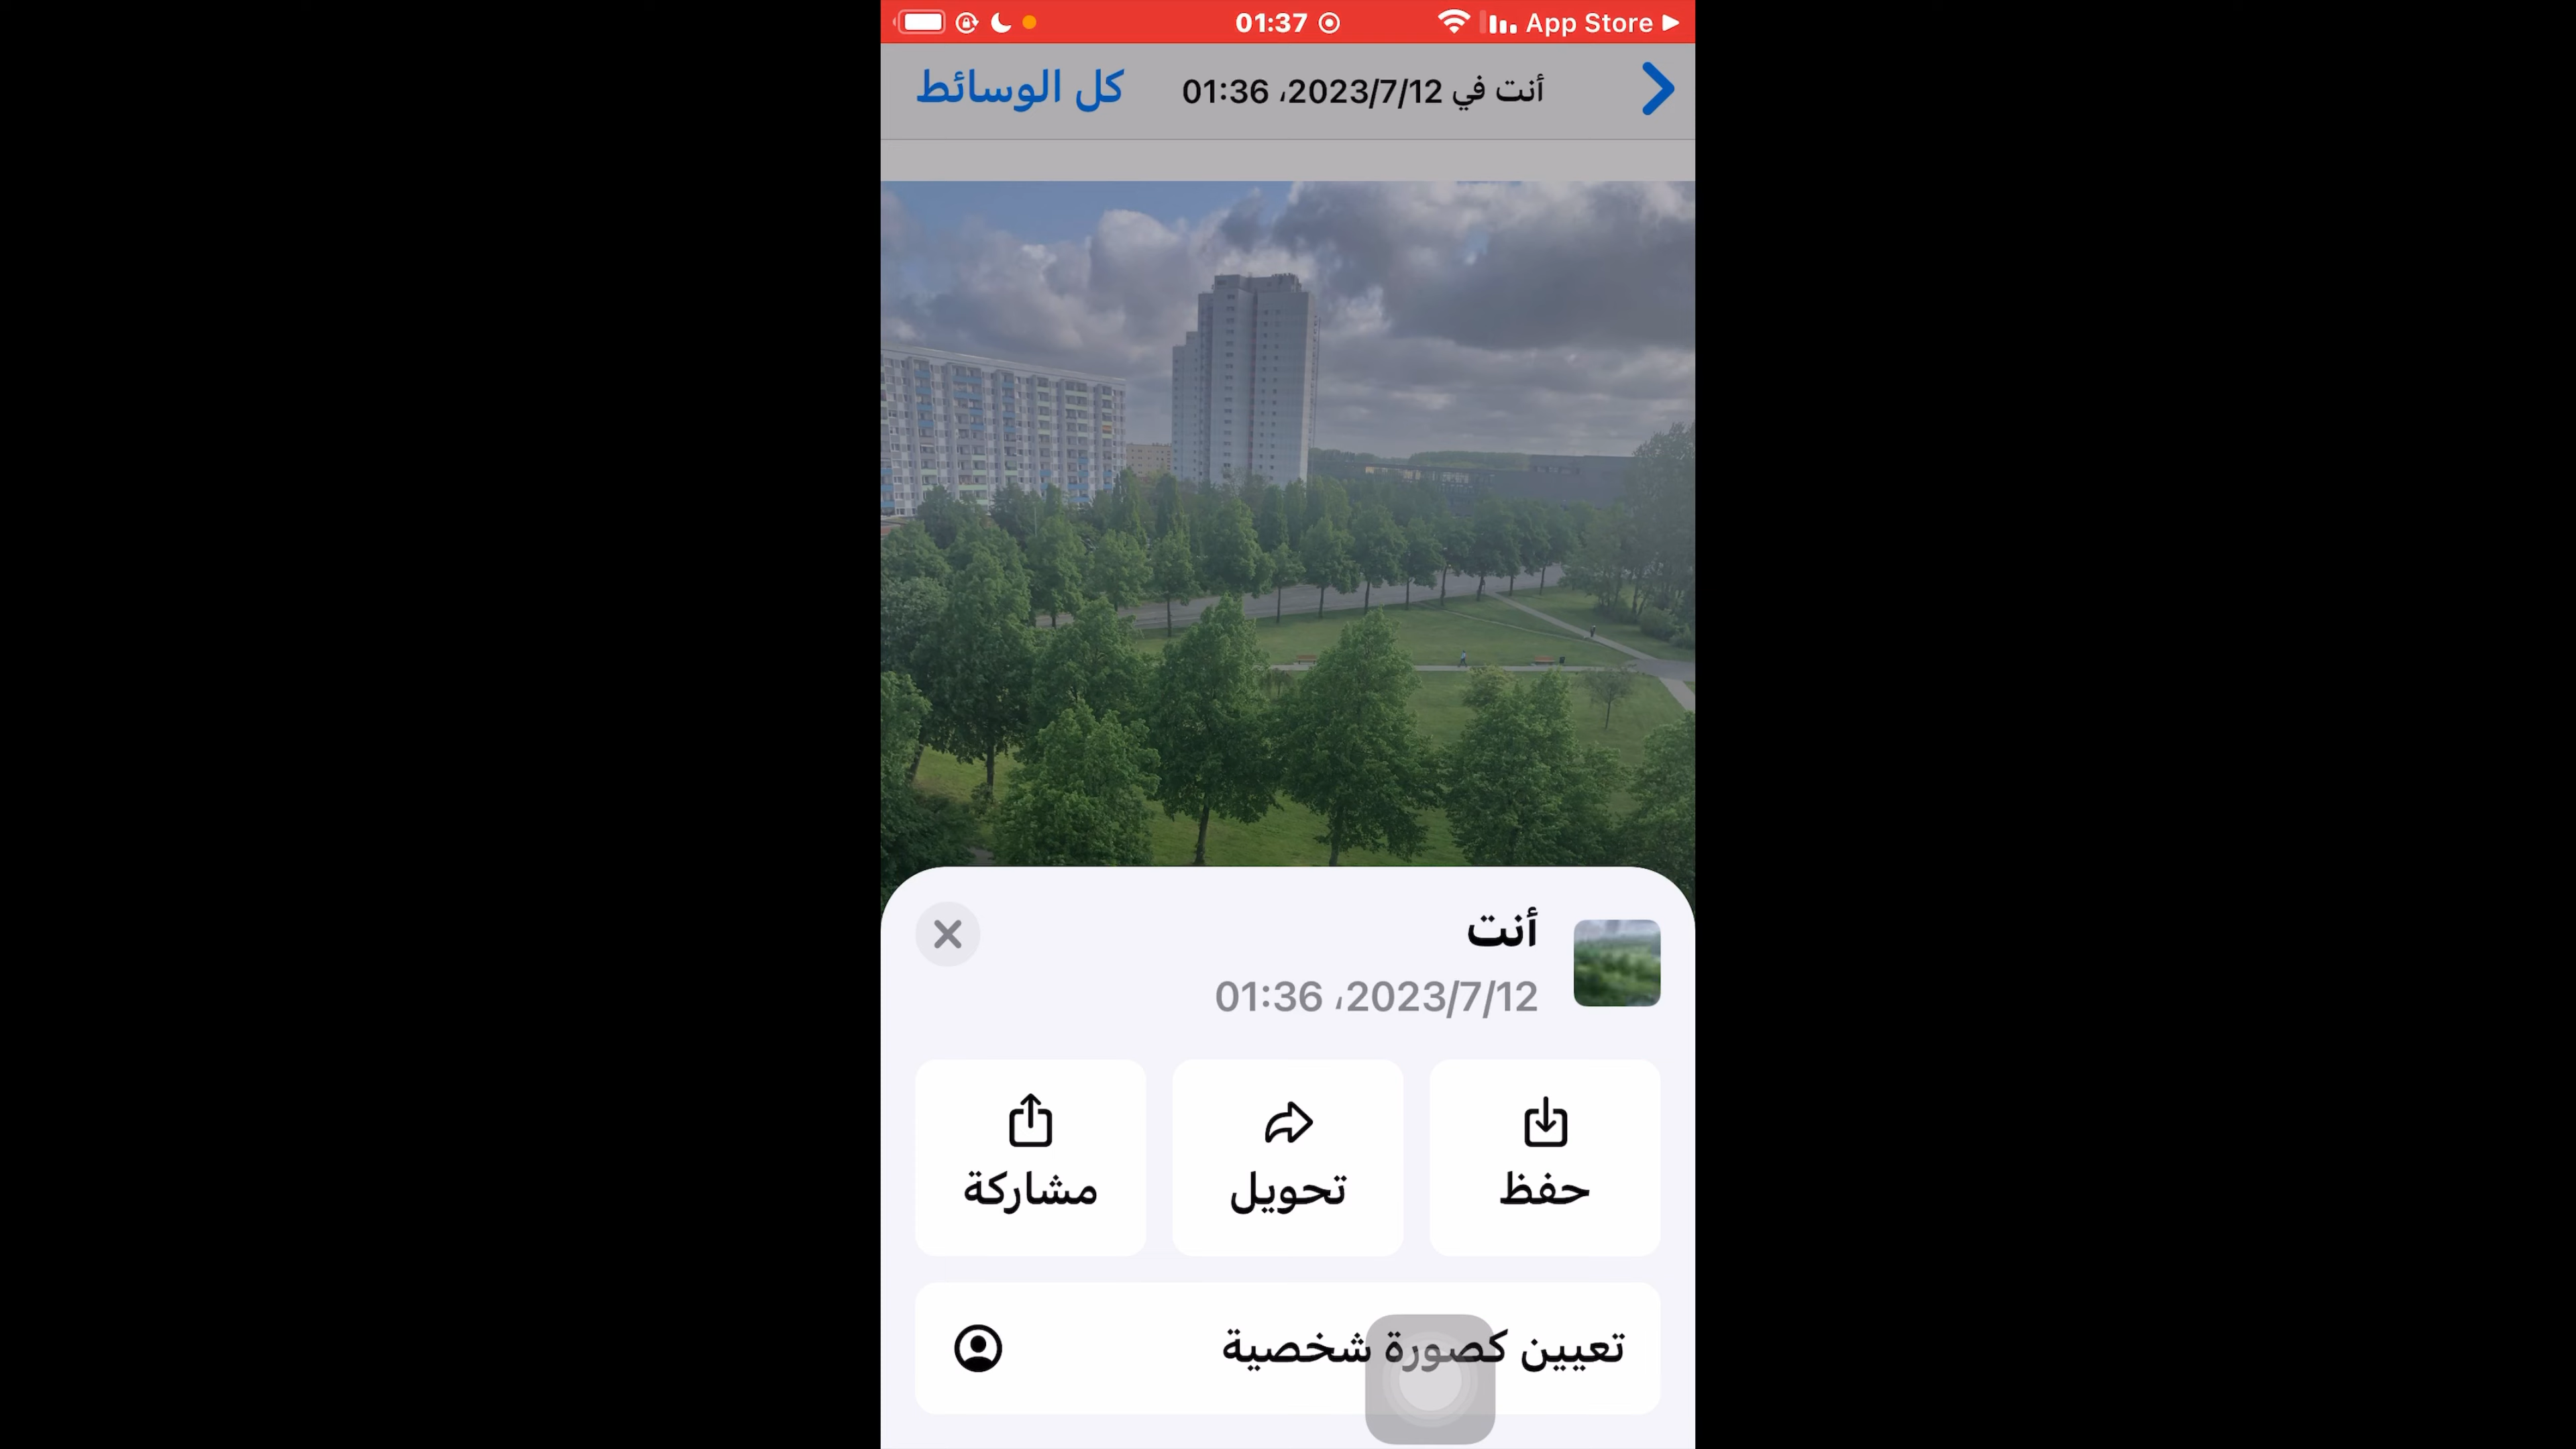 01:37
App Store
أنت في 2023/7/12، 01:36
كل الوسائط
أنت
2023/7/12، 01:36
حفظ
تحويل
مشاركة
تعيين كصورة شخصية